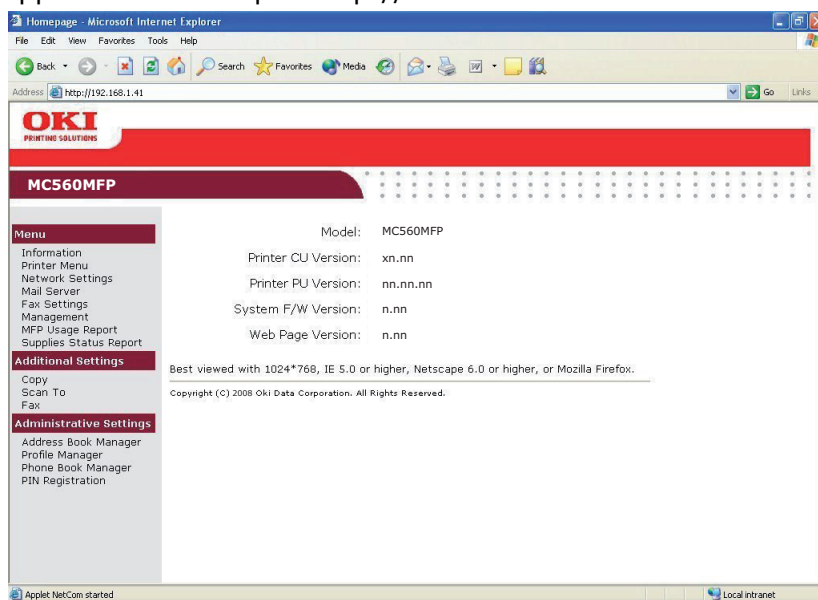 Homepage - Microsoft Internet Explorer
File Edit View Favorites Tools Help
Back Search Favorites Media
Address http://192.168.1.41 Go Links
OKI
PRINTING SOLUTIONS
MC560MFP
Menu
Information
Printer Menu
Network Settings
Mail Server
Fax Settings
Management
MFP Usage Report
Supplies Status Report
Additional Settings
Copy
Scan To
Fax
Administrative Settings
Address Book Manager
Profile Manager
Phone Book Manager
PIN Registration
Model: MC560MFP
Printer CU Version: xn.nn
Printer PU Version: nn.nn.nn
System F/W Version: n.nn
Web Page Version: n.nn
Best viewed with 1024*768, IE 5.0 or higher, Netscape 6.0 or higher, or Mozilla Firefox.
Copyright (C) 2008 Oki Data Corporation. All Rights Reserved.
Applet NetCom started Local intranet